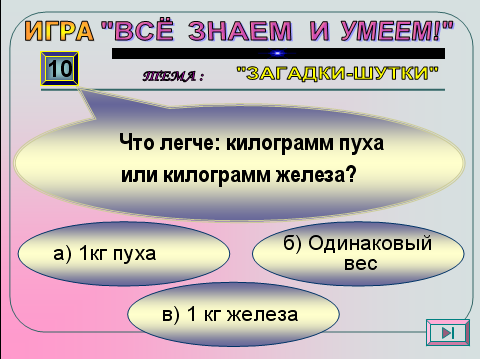 ИГРА "ВСЁ ЗНАЕМ И УМЕЕМ!"
10
ТЕМА: "ЗАГАДКИ-ШУТКИ"
Что легче: килограмм пуха
или килограмм железа?
а) 1кг пуха
б) Одинаковый
вес
в) 1 кг железа